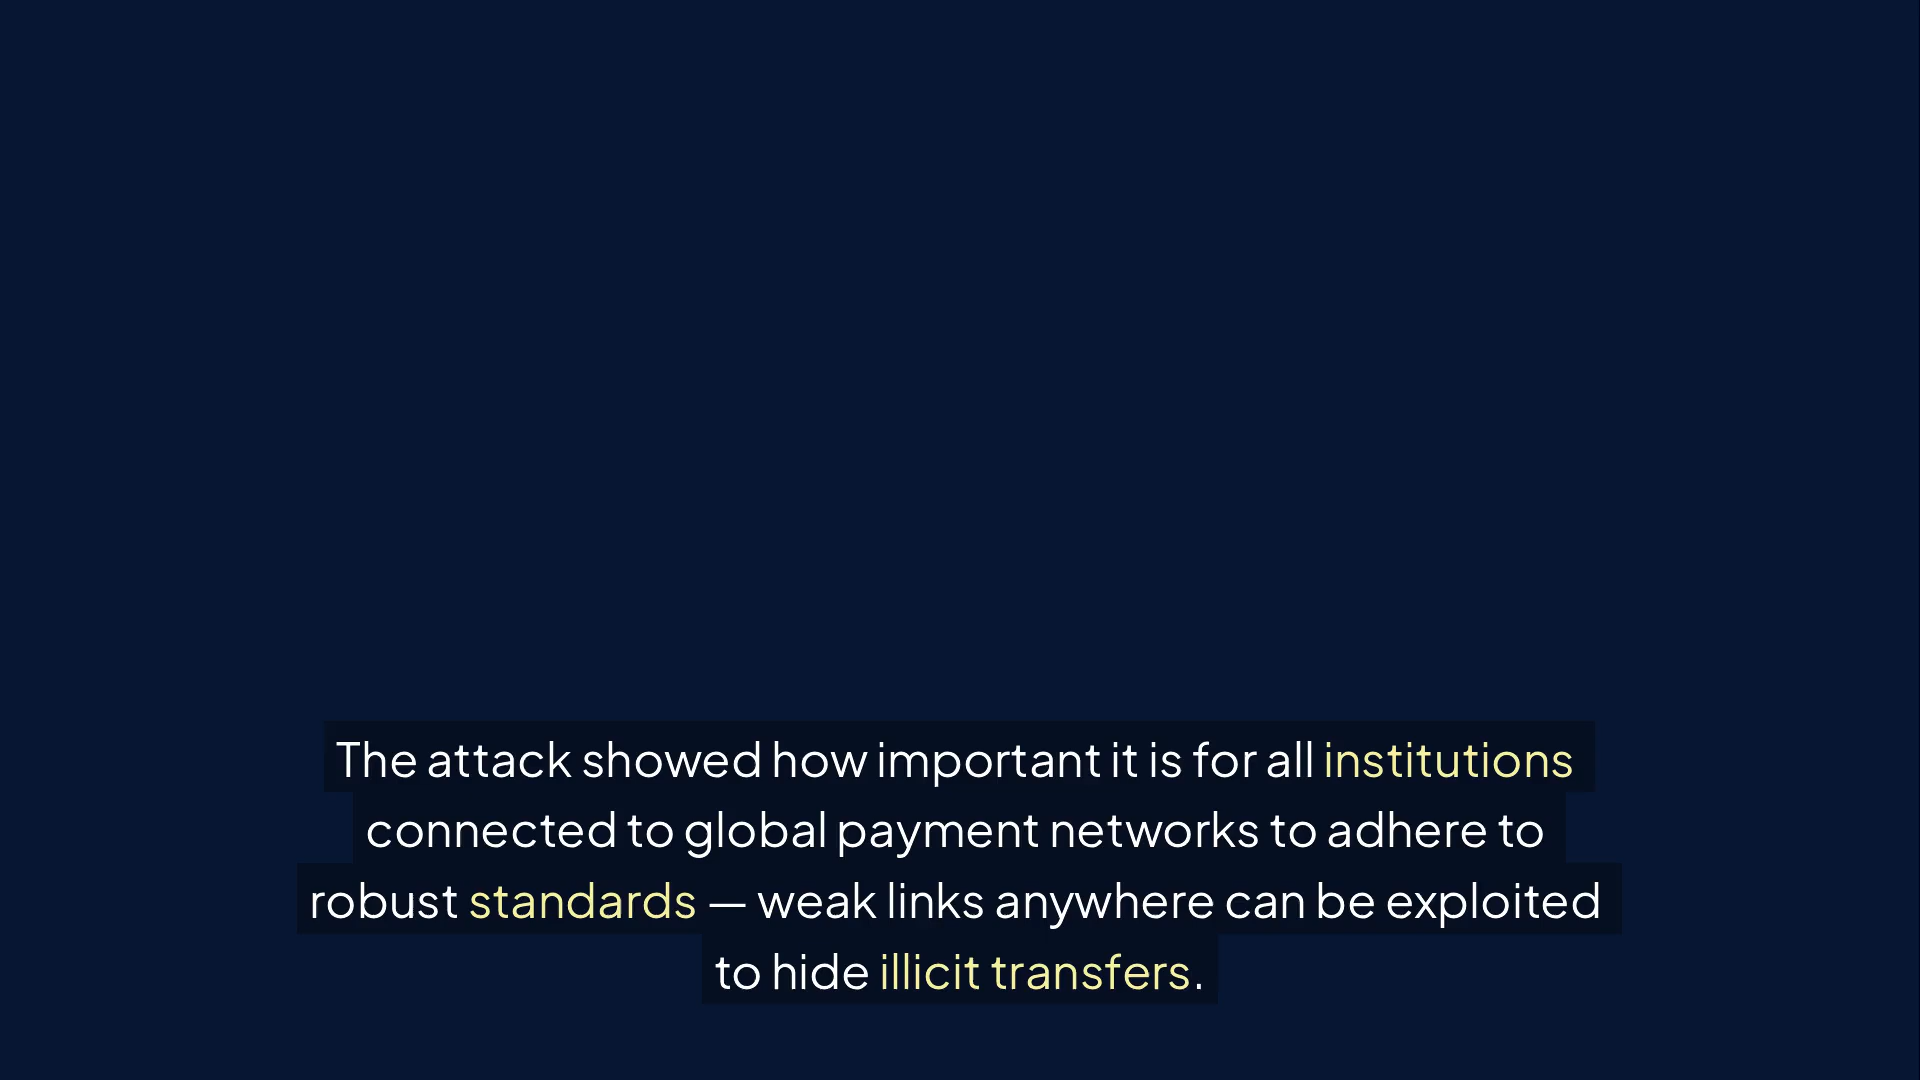 The attack showed how important it is for all institutions
connected to global payment networks to adhere to
robust standards — weak links anywhere can be exploited
to hide illicit transfers.